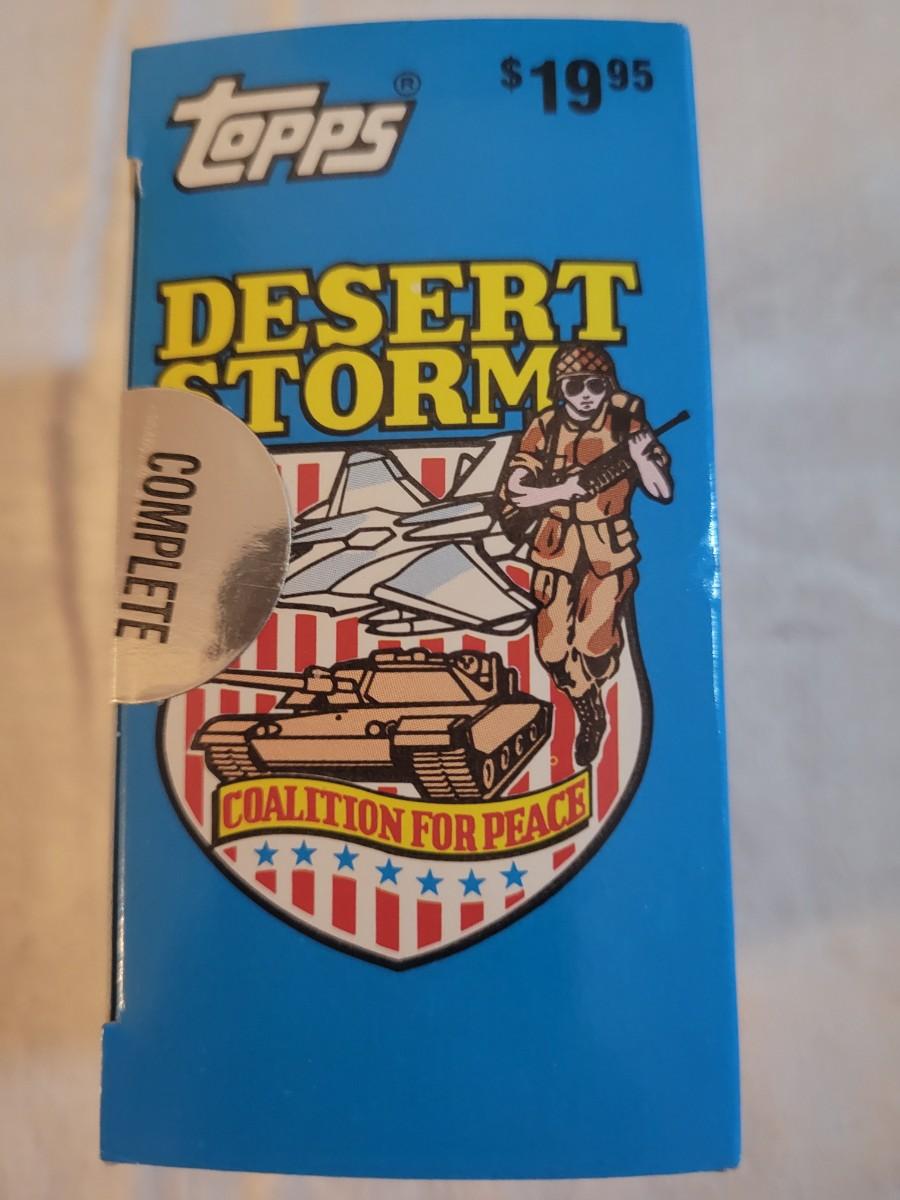 Topps®
$19.95
DESERT
STORM
COMPLETE
COALITION FOR PEACE